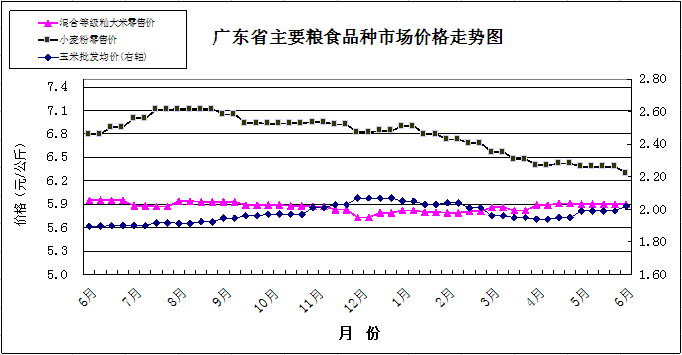 混合等级籼大米零售价
小麦粉零售价
玉米批发均价(右轴)
广东省主要粮食品种市场价格走势图
7.4
7.1
6.8
6.5
6.2
5.9
5.6
5.3
5.0
2.80
2.60
2.40
2.20
2.00
1.80
1.60
价格（元/公斤）
6月 7月 8月 9月 10月 11月 12月 1月 2月 3月 4月 5月 6月
月 份